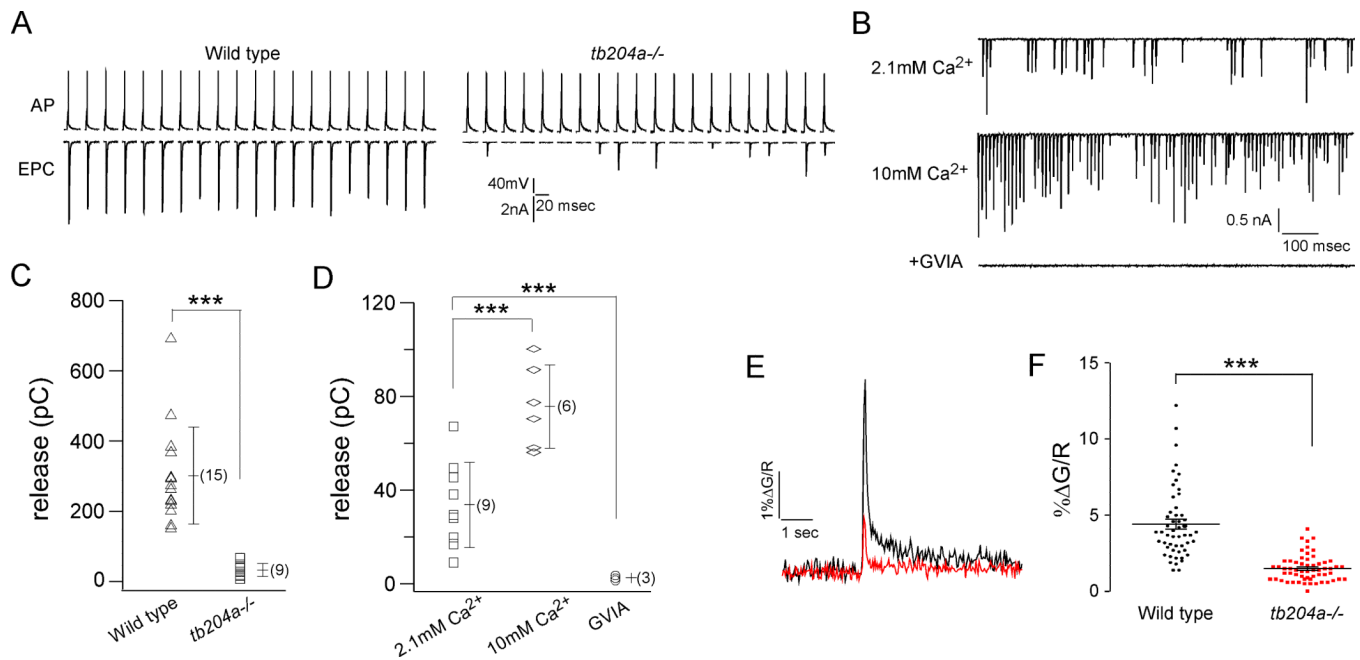 A
Wild type
tb204a-/-
AP
EPC
40mV
2nA
20 msec
B
2.1mM Ca²⁺
10mM Ca²⁺
0.5 nA
100 msec
+GVIA
C
800
600
400
200
0
release (pC)
***
(15)
(9)
Wild type
tb204a-/-
D
120
80
40
0
release (pC)
***
***
(9)
(6)
(3)
2.1mM Ca²⁺
10mM Ca²⁺
GVIA
E
1%ΔG/R
1 sec
F
15
10
5
0
%ΔG/R
***
Wild type
tb204a-/-